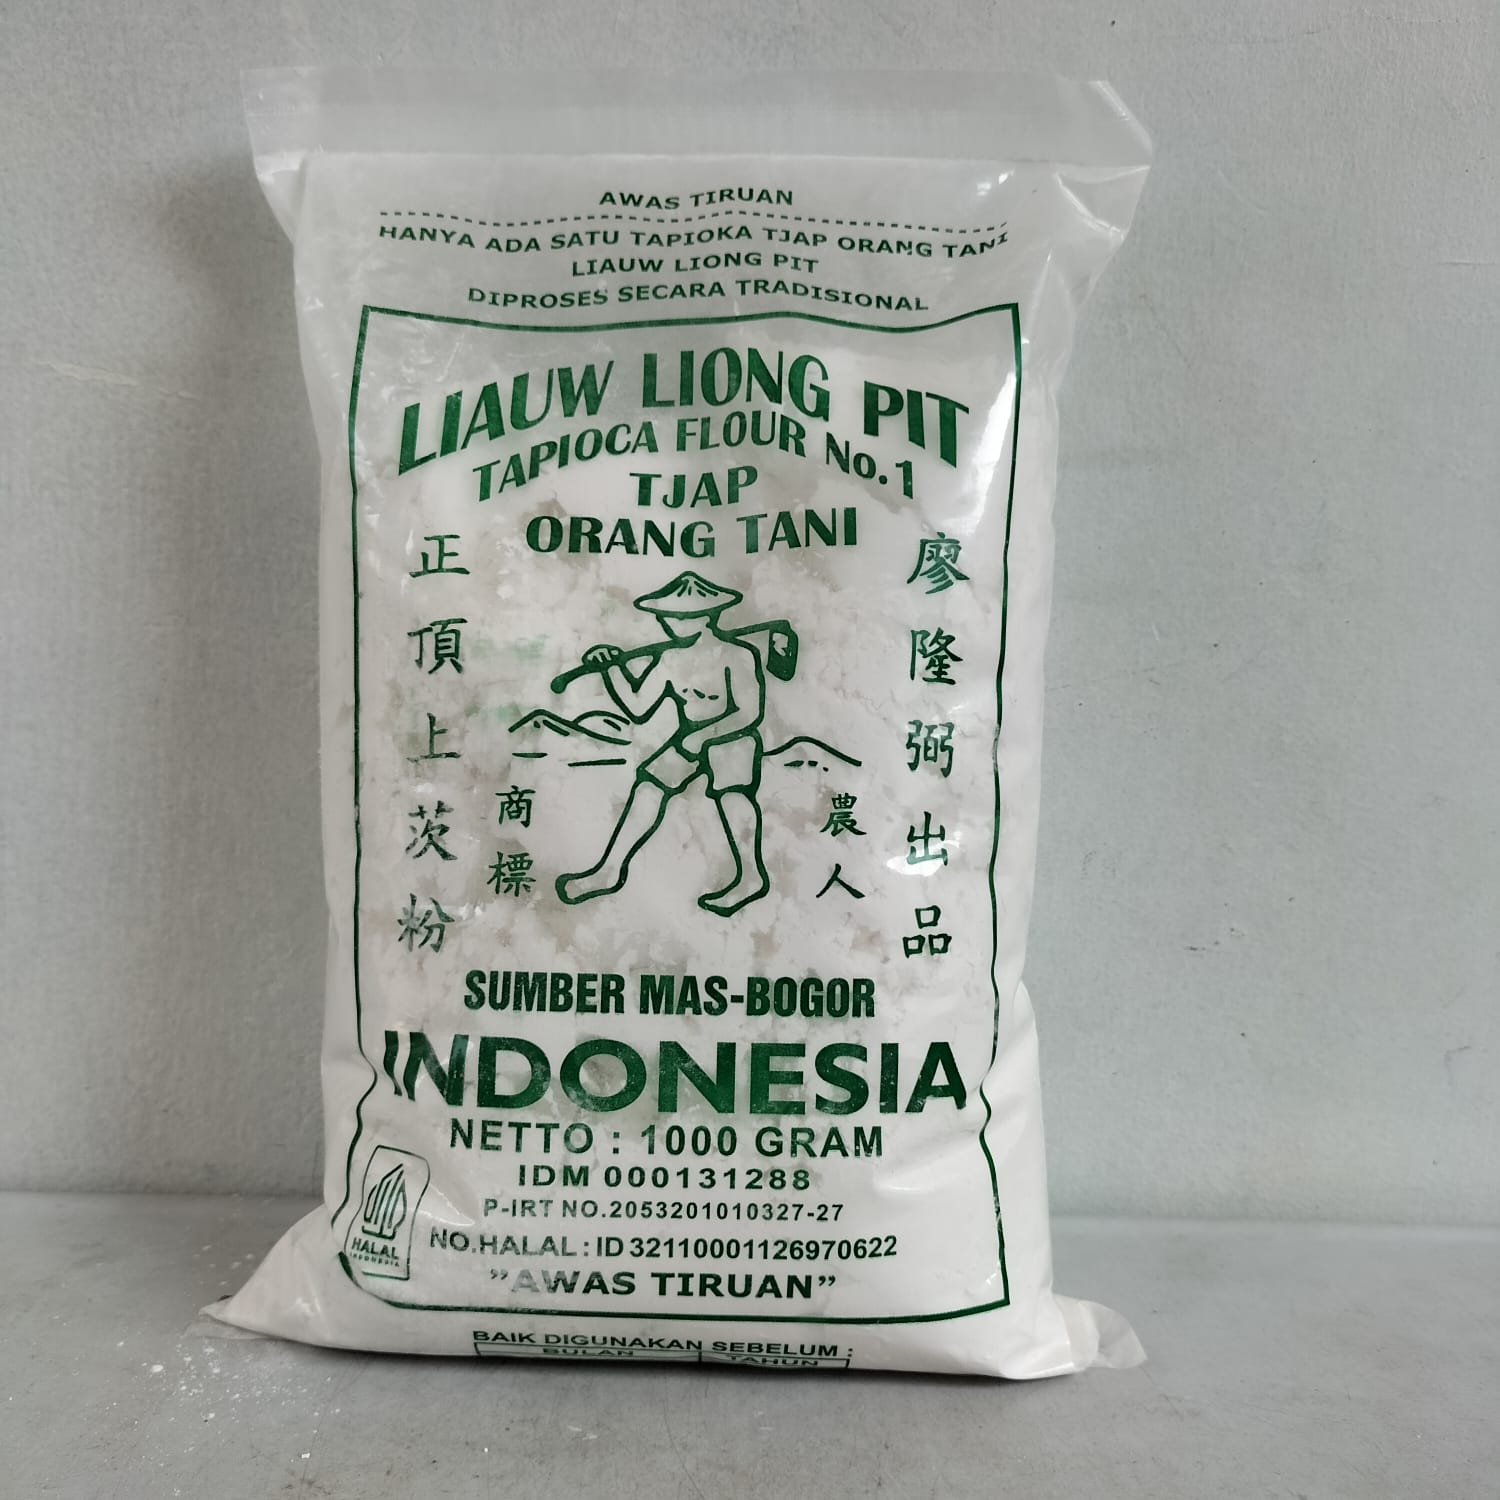 AWAS TIRUAN
HANYA ADA SATU TAPIOKA TJAP ORANG TANI
LIAUW LIONG PIT
DIPROSES SECARA TRADISIONAL
LIAUW LIONG PIT
TAPIOCA FLOUR No.1
TJAP
ORANG TANI
廖隆弼出品
正頂上茨粉
農人
商標
SUMBER MAS-BOGOR
INDONESIA
NETTO : 1000 GRAM
IDM 000131288
P-IRT NO.2053201010327-27
HALAL
INDONESIA
NO.HALAL : ID 32110001126970622
"AWAS TIRUAN"
BAIK DIGUNAKAN SEBELUM :
BULAN TAHUN